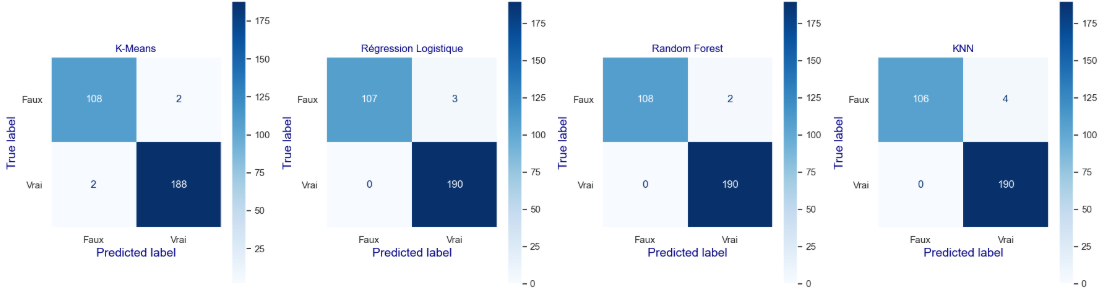 K-Means
Faux
Vrai
True label
108
2
2
188
Faux
Vrai
Predicted label
175
150
125
100
75
50
25
Régression Logistique
Faux
Vrai
True label
107
3
0
190
Faux
Vrai
Predicted label
175
150
125
100
75
50
25
0
Random Forest
Faux
Vrai
True label
108
2
0
190
Faux
Vrai
Predicted label
175
150
125
100
75
50
25
0
KNN
Faux
Vrai
True label
106
4
0
190
Faux
Vrai
Predicted label
175
150
125
100
75
50
25
0